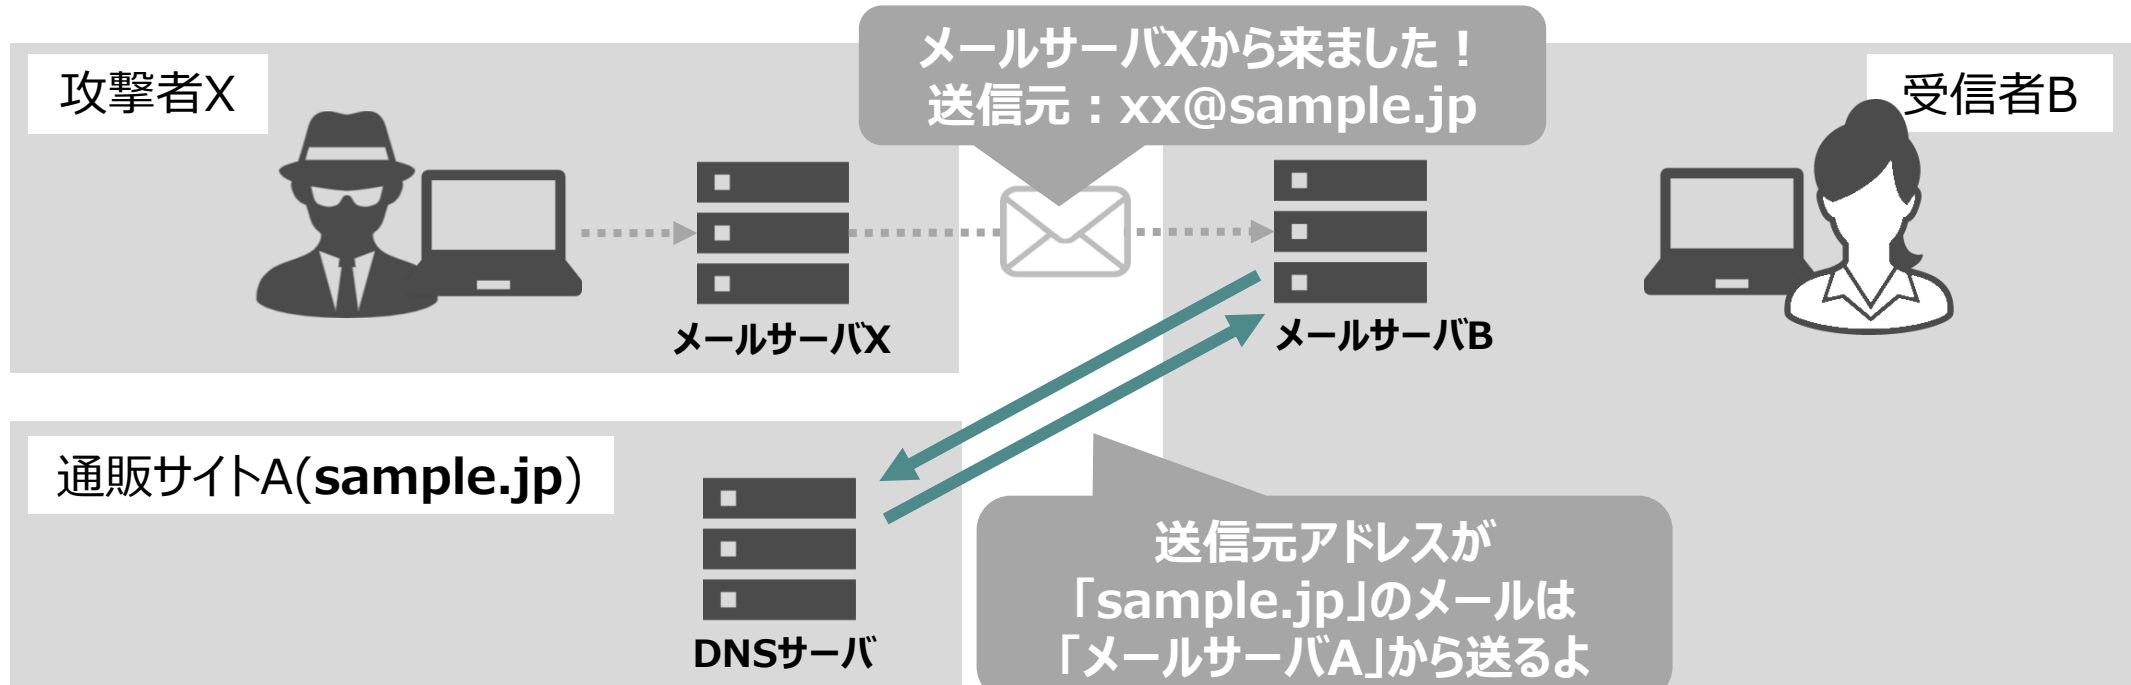 メールサーバXから来ました！
送信元：xx@sample.jp
攻撃者X
受信者B
メールサーバX
メールサーバB
通販サイトA(sample.jp)
DNSサーバ
送信元アドレスが
「sample.jp」のメールは
「メールサーバA」から送るよ